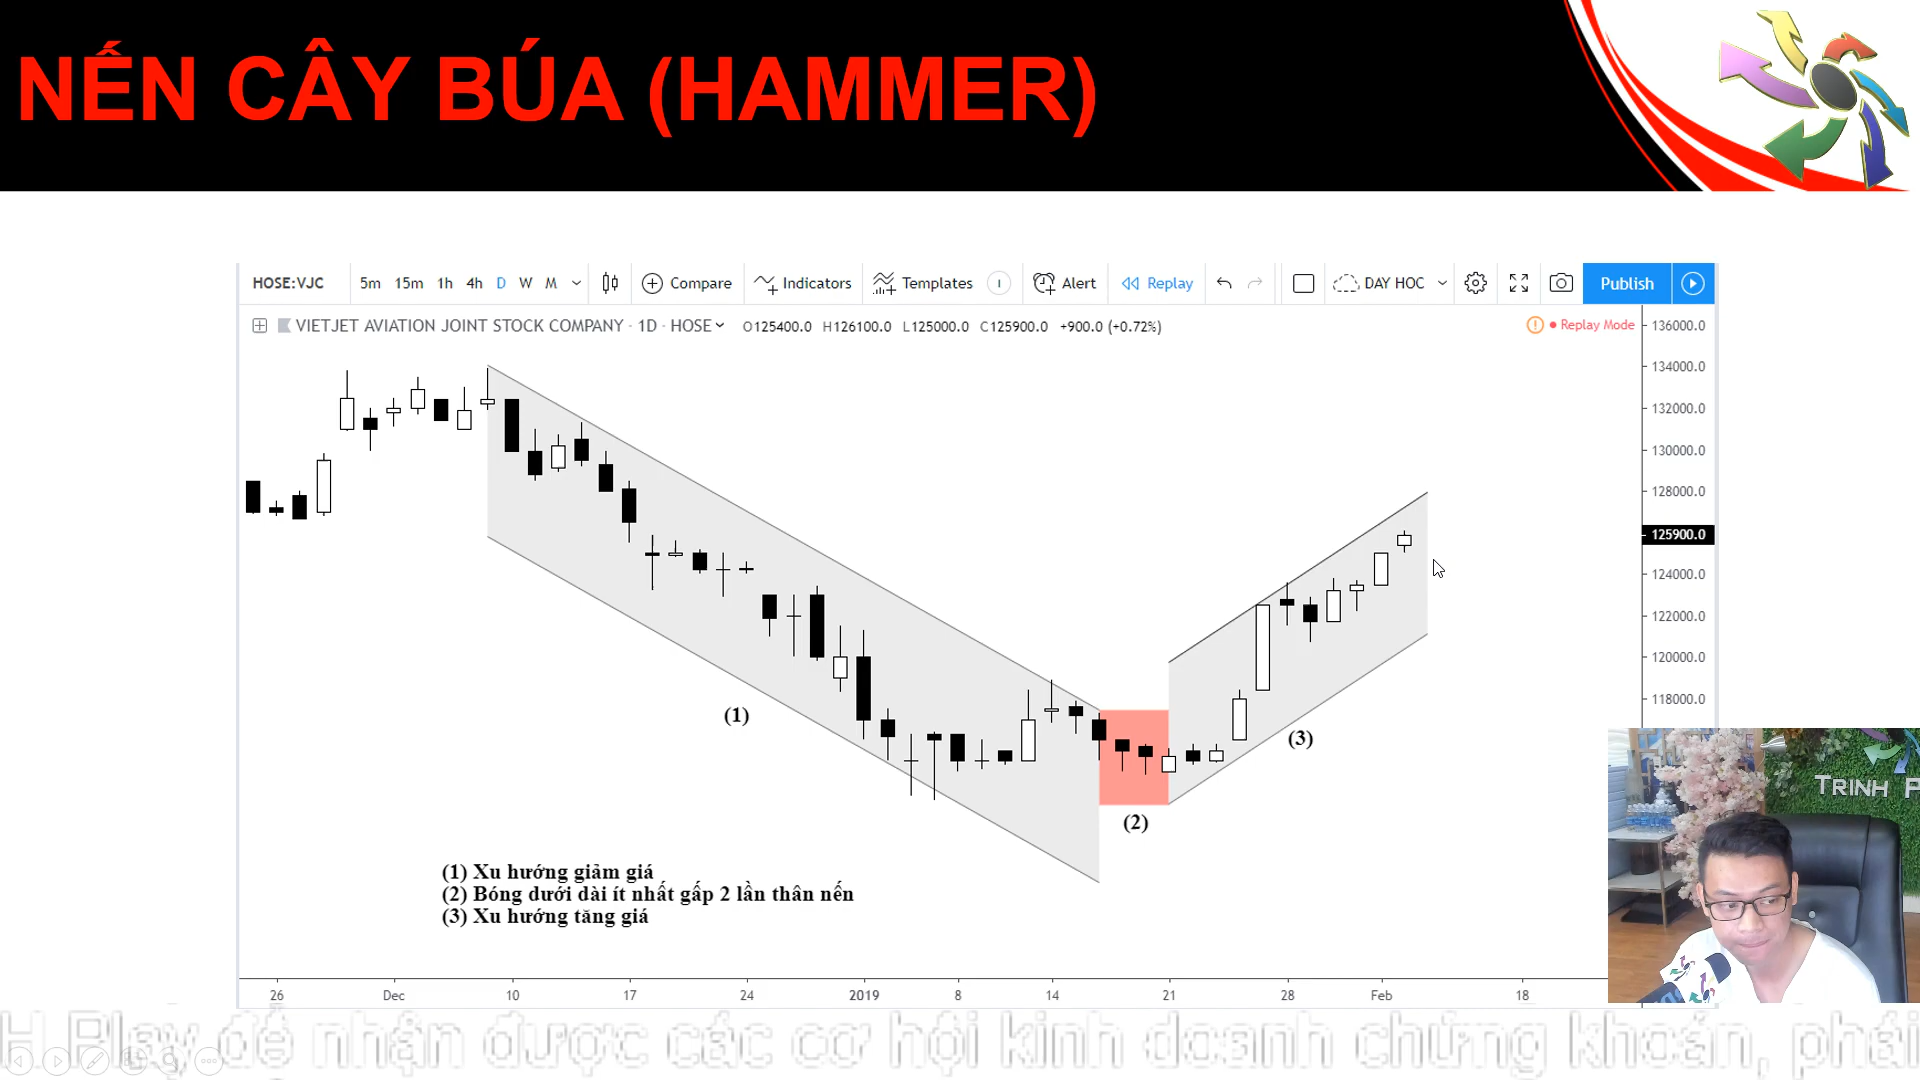 NẾN CÂY BÚA (HAMMER)
HOSE:VJC 5m 15m 1h 4h D W M Compare Indicators Templates Alert Replay DAY HOC Publish
VIETJET AVIATION JOINT STOCK COMPANY · 1D · HOSE O125400.0 H126100.0 L125000.0 C125900.0 +900.0 (+0.72%) Replay Mode
136000.0
134000.0
132000.0
130000.0
128000.0
125900.0
124000.0
122000.0
120000.0
118000.0
(1)
(3)
(2)
TRINH P
(1) Xu hướng giảm giá
(2) Bóng dưới dài ít nhất gấp 2 lần thân nến
(3) Xu hướng tăng giá
26 Dec 10 17 24 2019 8 14 21 28 Feb 18
H.Play để nhận được các cơ hội kinh doanh chứng khoán, phái